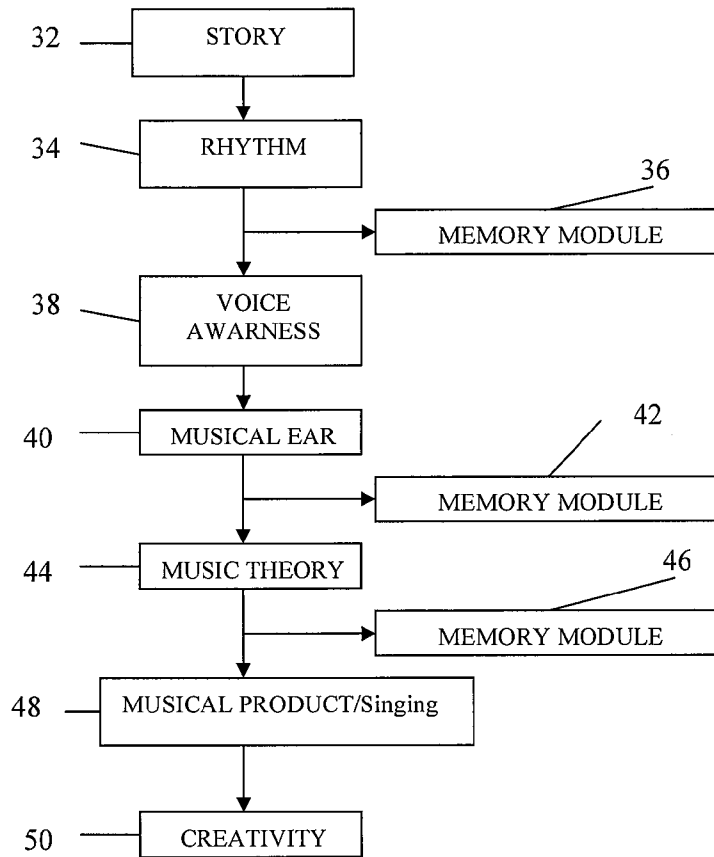 32
STORY
34
RHYTHM
36
MEMORY MODULE
38
VOICE
AWARNESS
40
MUSICAL EAR
42
MEMORY MODULE
44
MUSIC THEORY
46
MEMORY MODULE
48
MUSICAL PRODUCT/Singing
50
CREATIVITY